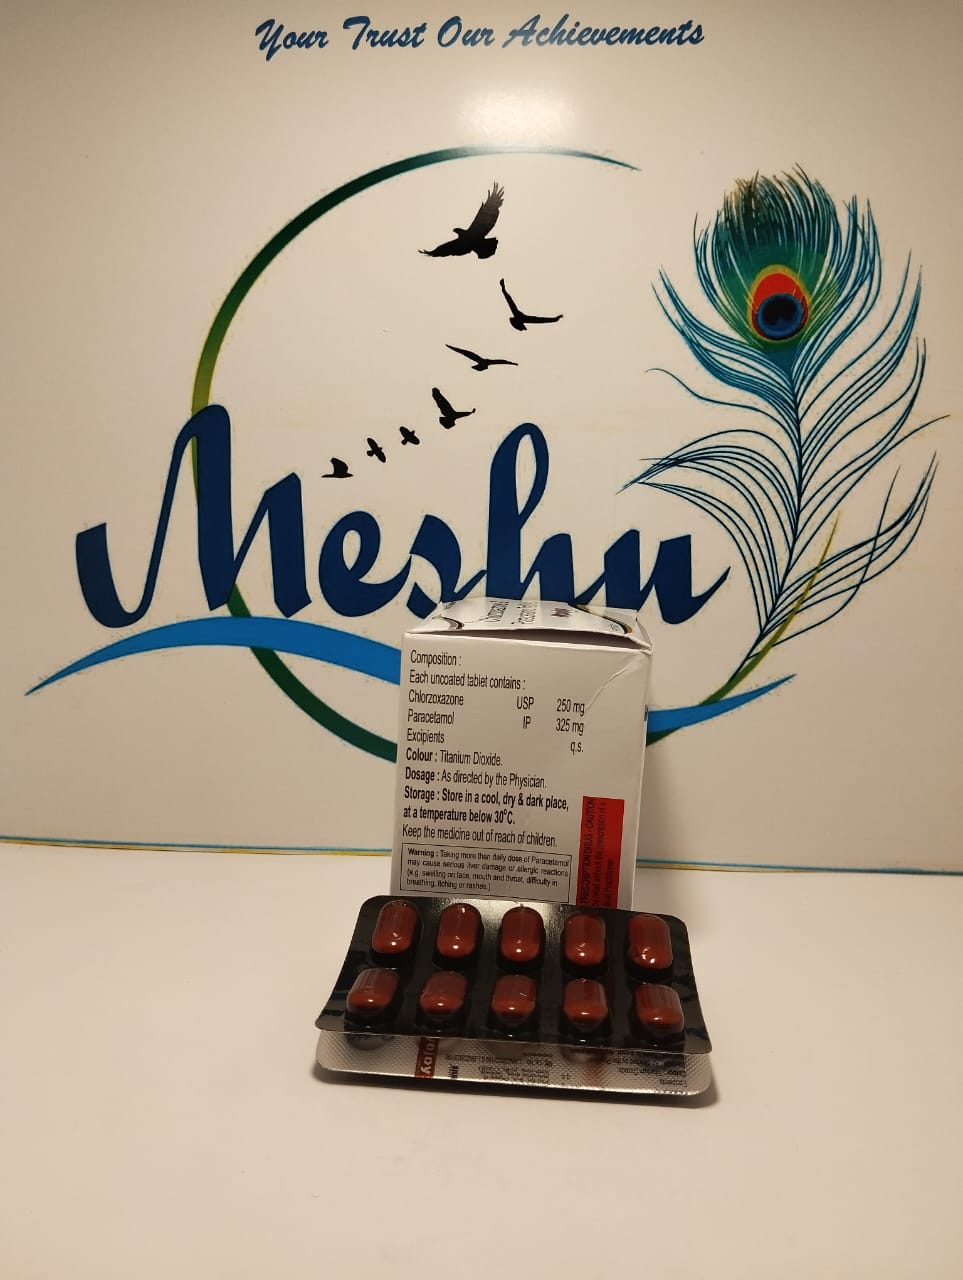 Your Trust Our Achievements
Meshu
Composition :
Each uncoated tablet contains :
Chlorzoxazone USP 250 mg
Paracetamol IP 325 mg
Excipients q.s.
Colour : Titanium Dioxide.
Dosage : As directed by the Physician.
Storage : Store in a cool, dry & dark place,
at a temperature below 30°C.
Keep the medicine out of reach of children.
Warning : Taking more than daily dose of Paracetamol
may cause serious liver damage or allergic reactions
(e.g. swelling on face, mouth and throat, difficulty in
breathing, itching or rashes.)
PRESCRIPTION DRUG - CAUTION